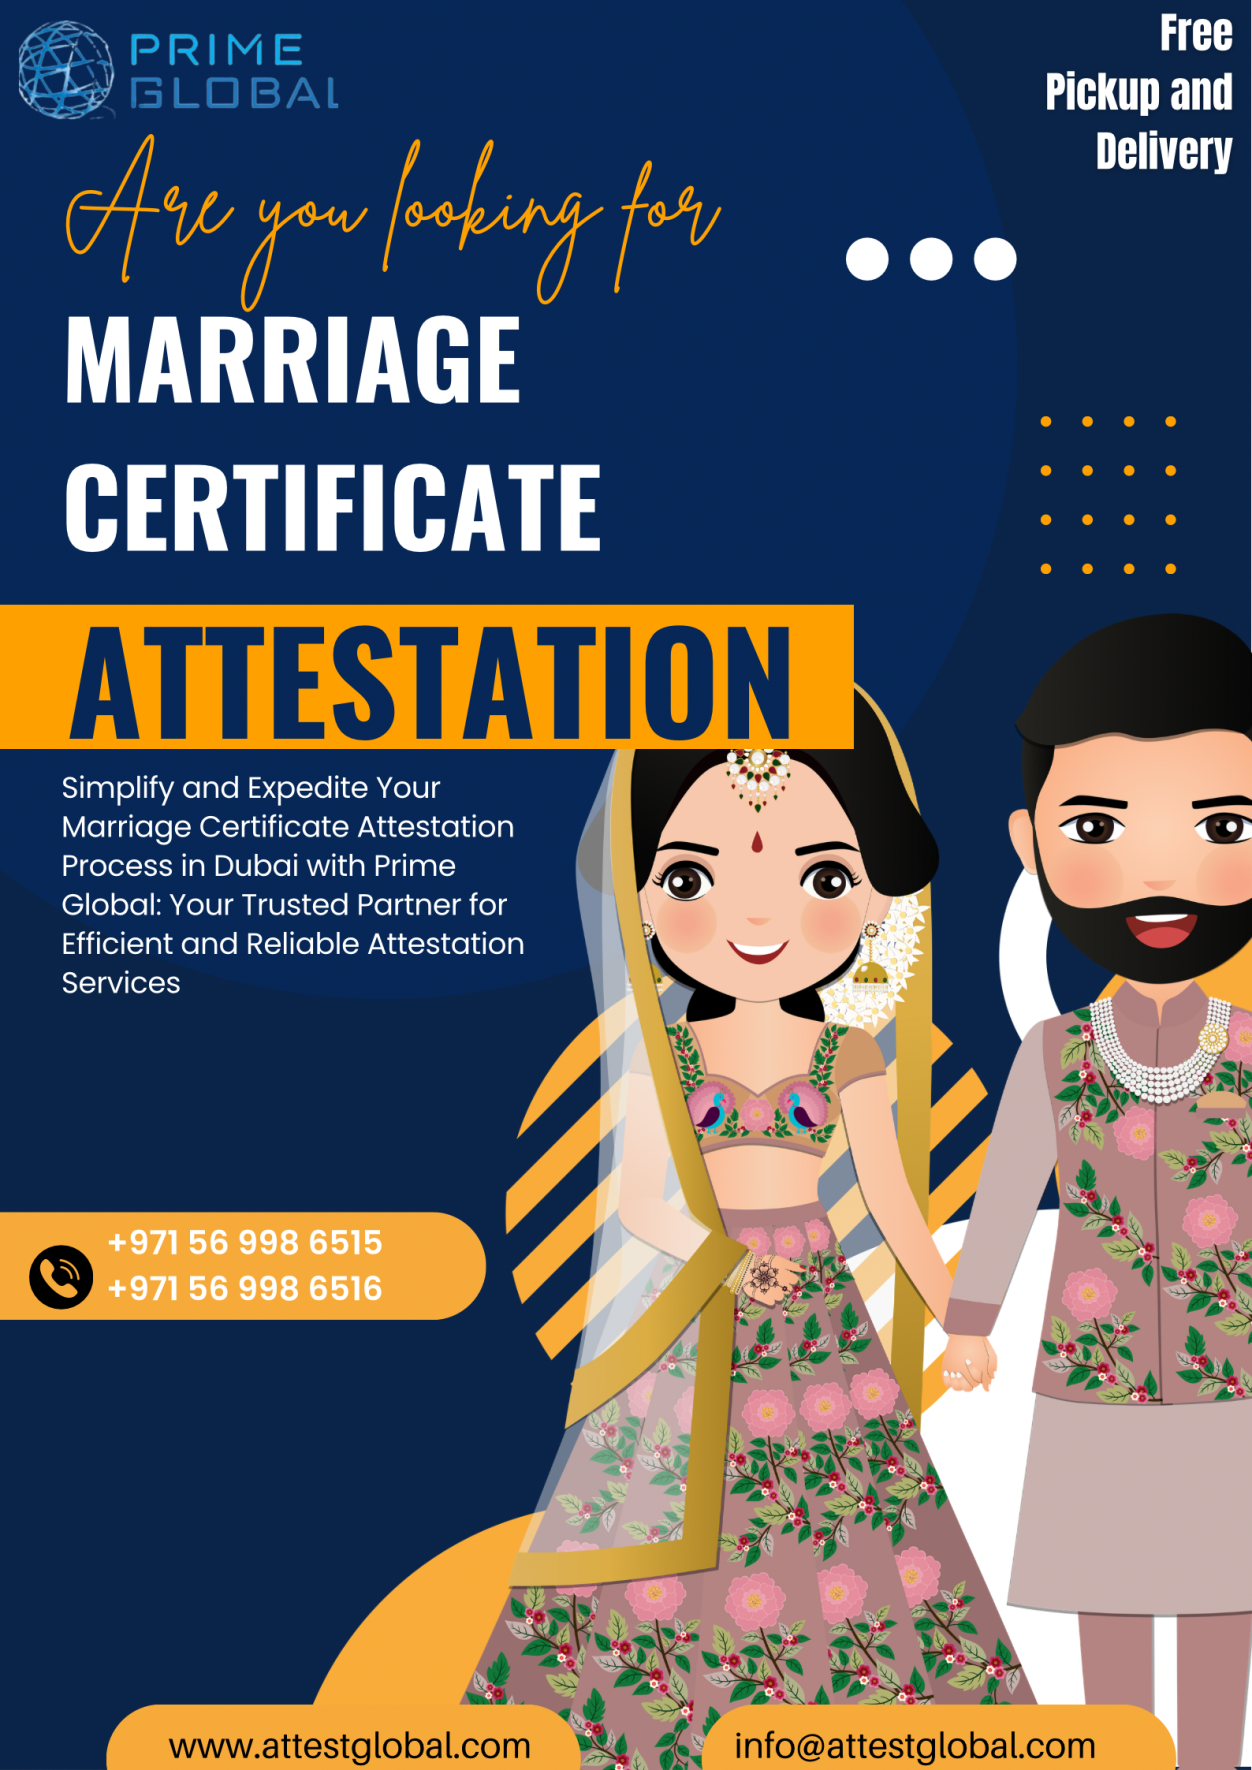 PRIME
GLOBAL
Free
Pickup and
Delivery
Are you looking for
MARRIAGE
CERTIFICATE
ATTESTATION
Simplify and Expedite Your
Marriage Certificate Attestation
Process in Dubai with Prime
Global: Your Trusted Partner for
Efficient and Reliable Attestation
Services
+971 56 998 6515
+971 56 998 6516
www.attestglobal.com
info@attestglobal.com